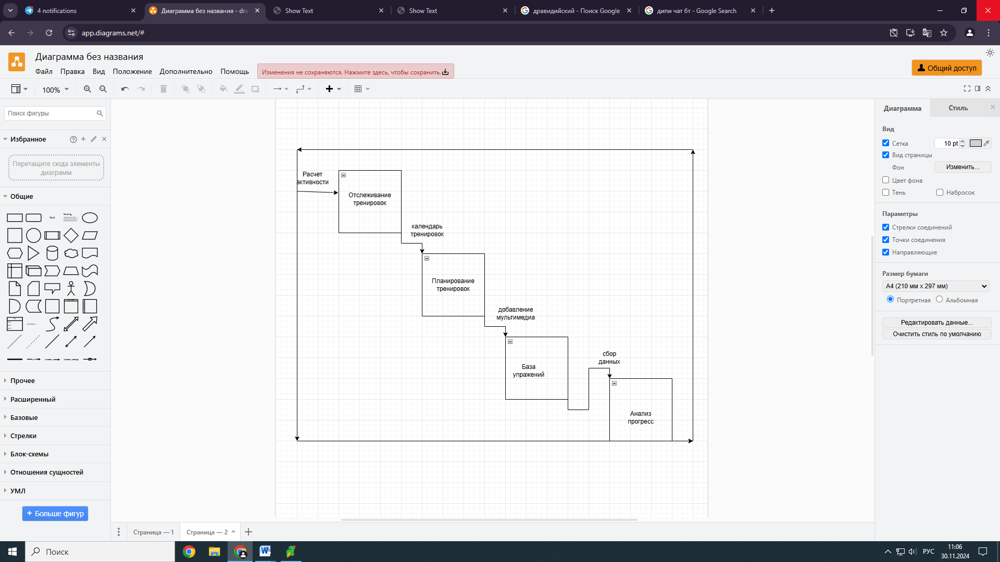 4 notifications
Диаграмма без названия - dra
Show Text
Show Text
дравидийский - Поиск Google
дипи чат бт - Google Search
app.diagrams.net/#
Диаграмма без названия
Файл Правка Вид Положение Дополнительно Помощь
Изменения не сохраняются. Нажмите здесь, чтобы сохранить.
Общий доступ
100%
Поиск фигуры
Избранное
Перетащите сюда элементы
диаграмм
Общие
Text
Heading
List Item
Прочее
Расширенный
Базовые
Стрелки
Блок-схемы
Отношения сущностей
УМЛ
+ Больше фигур
Расчет
активности
Отслеживание
тренировок
календарь
тренировок
Планирование
тренировок
добавление
мультимедиа
База
упражений
сбор
данных
Анализ
прогресс
Диаграмма
Стиль
Вид
Сетка
10 pt
Вид страницы
Фон
Изменить...
Цвет фона
Тень
Набросок
Параметры
Стрелки соединений
Точки соединения
Направляющие
Размер бумаги
A4 (210 мм x 297 мм)
Портретная
Альбомная
Редактировать данные...
Очистить стиль по умолчанию
Страница — 1
Страница — 2
Поиск
РУС
11:06
30.11.2024